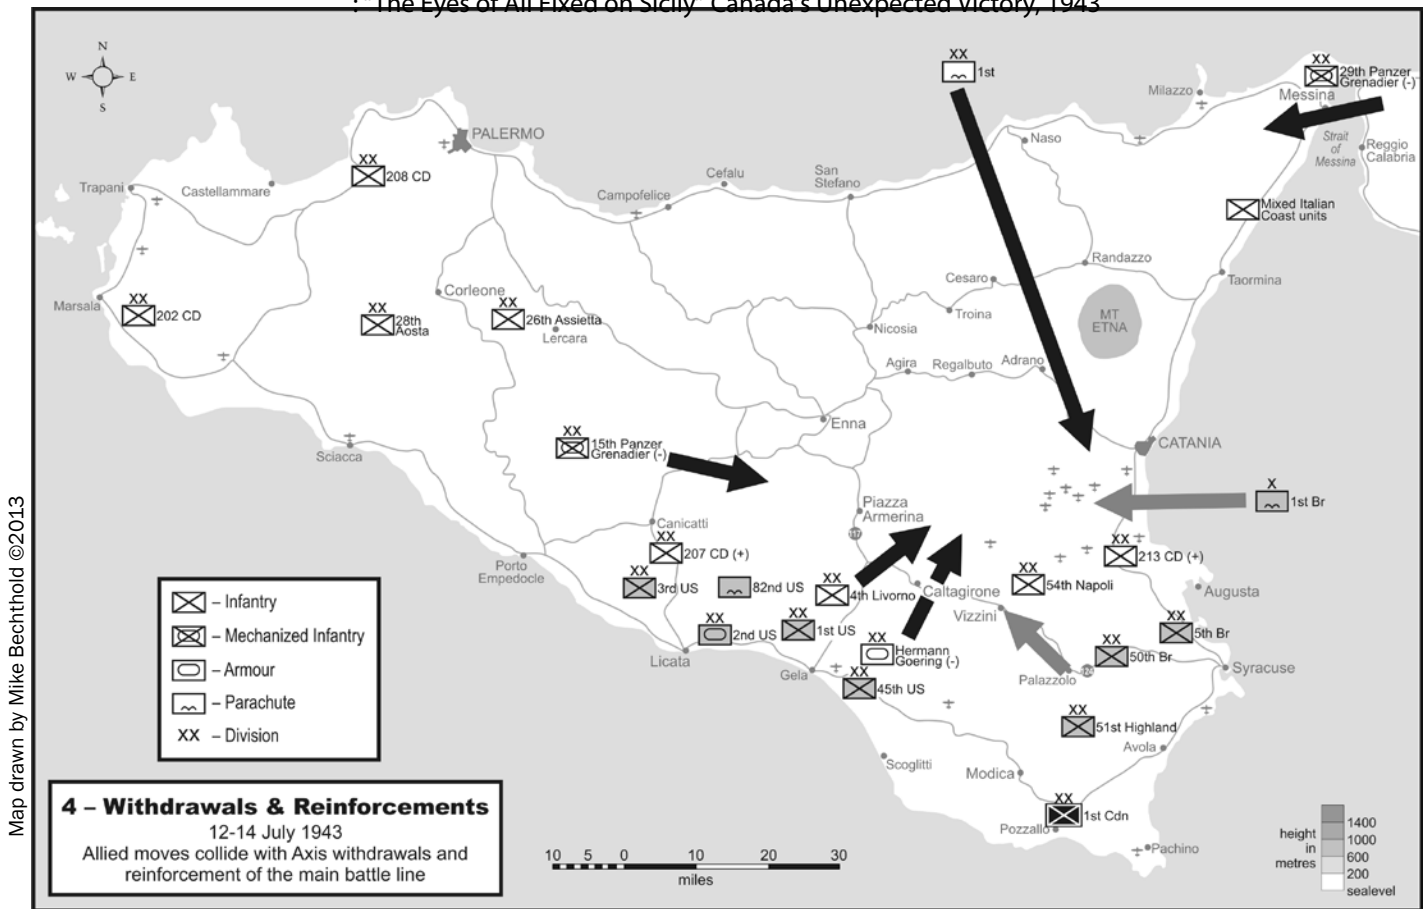 : "The Eyes of All Fixed on Sicily" Canada's Unexpected Victory, 1943
N
W
E
S
XX
1st
XX
29th Panzer
Grenadier (-)
Milazzo
Messina
Strait
of
Messina
Reggio
Calabria
PALERMO
Naso
XX
208 CD
Trapani
Castellammare
Cefalu
San
Stefano
Campofelice
Mixed Italian
Coast units
Randazzo
Taormina
Cesaro
Troina
MT
ETNA
Corleone
Marsala
XX
202 CD
XX
28th
Aosta
XX
26th Assietta
Lercara
Nicosia
Agira
Regalbuto
Adrano
Enna
CATANIA
XX
15th Panzer
Grenadier (-)
Sciacca
X
1st Br
Piazza
Armerina
Canicatti
XX
207 CD (+)
XX
213 CD (+)
Porto
Empedocle
XX
3rd US
82nd US
XX
4th Livorno
Caltagirone
XX
54th Napoli
Augusta
Vizzini
XX
2nd US
XX
1st US
XX
5th Br
XX
Hermann
Goering (-)
XX
50th Br
Licata
Gela
Palazzolo
Syracuse
XX
45th US
XX
51st Highland
Avola
Scoglitti
Modica
XX
1st Cdn
Pozzallo
Pachino
– Infantry
– Mechanized Infantry
– Armour
– Parachute
XX – Division
4 – Withdrawals & Reinforcements
12-14 July 1943
Allied moves collide with Axis withdrawals and
reinforcement of the main battle line
10 5 0 10 20 30
miles
height
in
metres
1400
1000
600
200
sealevel
Map drawn by Mike Bechthold ©2013